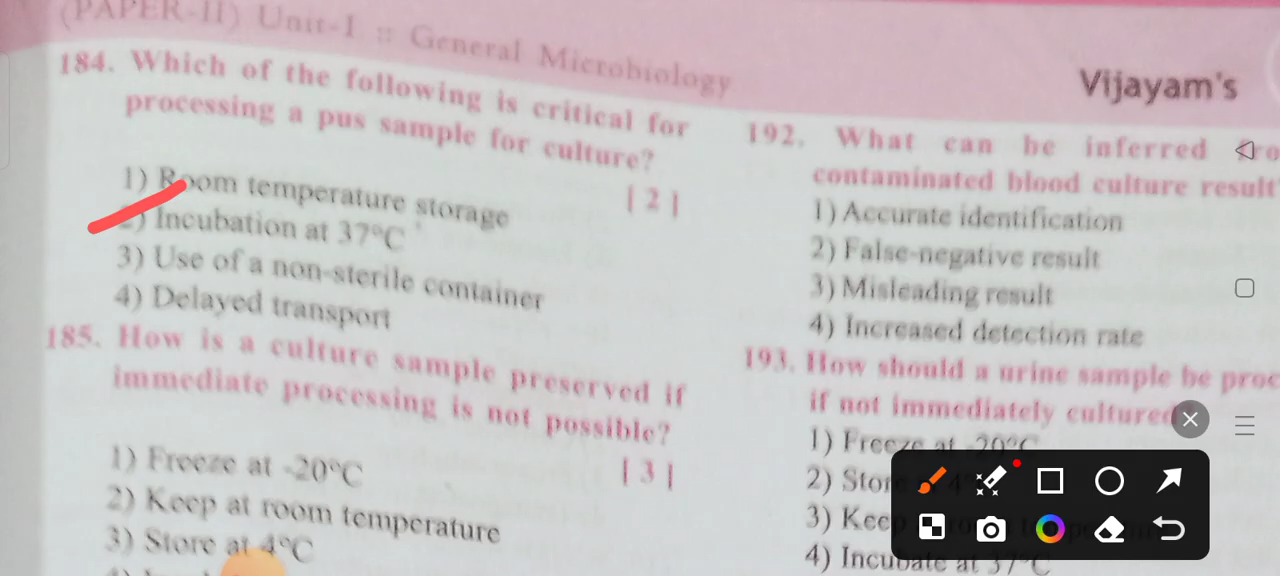 (PAPER-II) Unit-I :: General Microbiology
Vijayam's
184. Which of the following is critical for
processing a pus sample for culture?
[ 2 ]
1) Room temperature storage
2) Incubation at 37°C
3) Use of a non-sterile container
4) Delayed transport
185. How is a culture sample preserved if
immediate processing is not possible?
[ 3 ]
1) Freeze at -20°C
2) Keep at room temperature
3) Store at 4°C
192. What can be inferred
contaminated blood culture result
1) Accurate identification
2) False-negative result
3) Misleading result
4) Increased detection rate
193. How should a urine sample be
if not immediately cultured
1) Freeze at -20°C
2)
3)
4) Incubate at 37°C